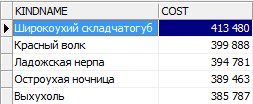 KINDNAME COST
Широкоухий складчатогуб 413 480
Красный волк 399 888
Ладожская нерпа 394 781
Остроухая ночница 389 463
Выхухоль 385 787